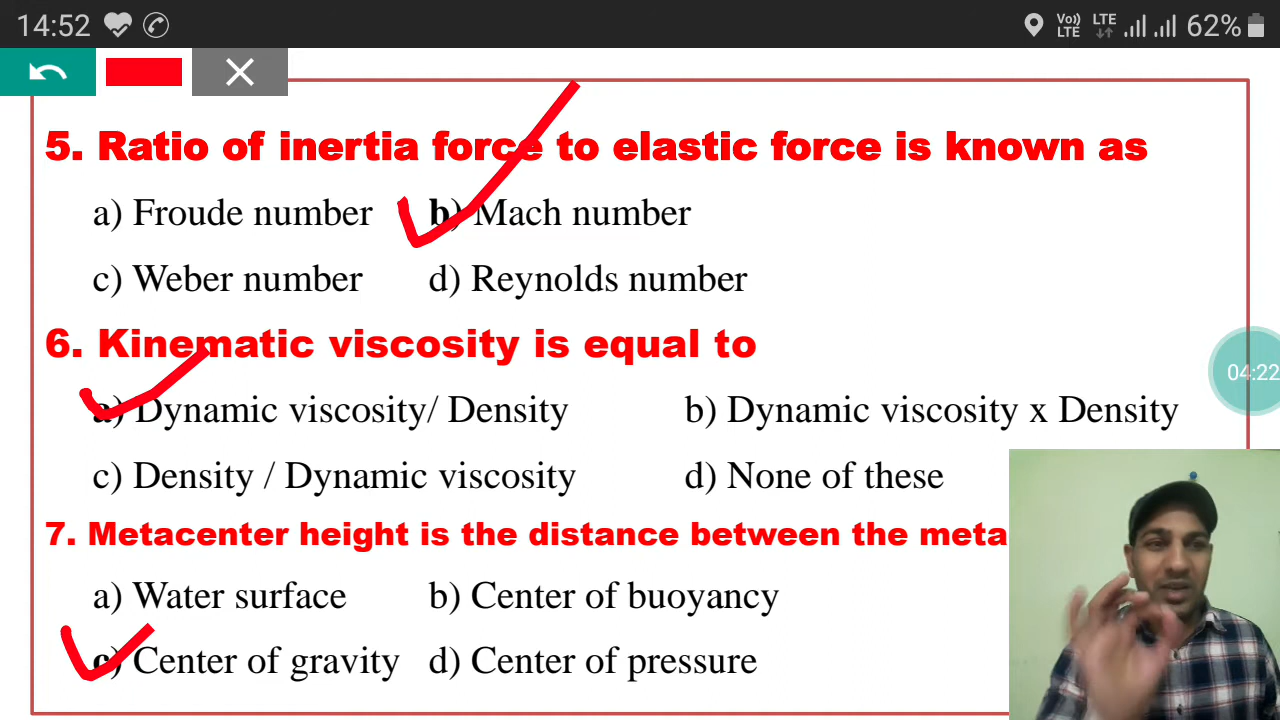 14:52 Vo)) LTE LTE 62%
5. Ratio of inertia force to elastic force is known as
a) Froude number b) Mach number
c) Weber number d) Reynolds number
6. Kinematic viscosity is equal to
04:22
a) Dynamic viscosity/ Density b) Dynamic viscosity x Density
c) Density / Dynamic viscosity d) None of these
7. Metacenter height is the distance between the meta
a) Water surface b) Center of buoyancy
c) Center of gravity d) Center of pressure